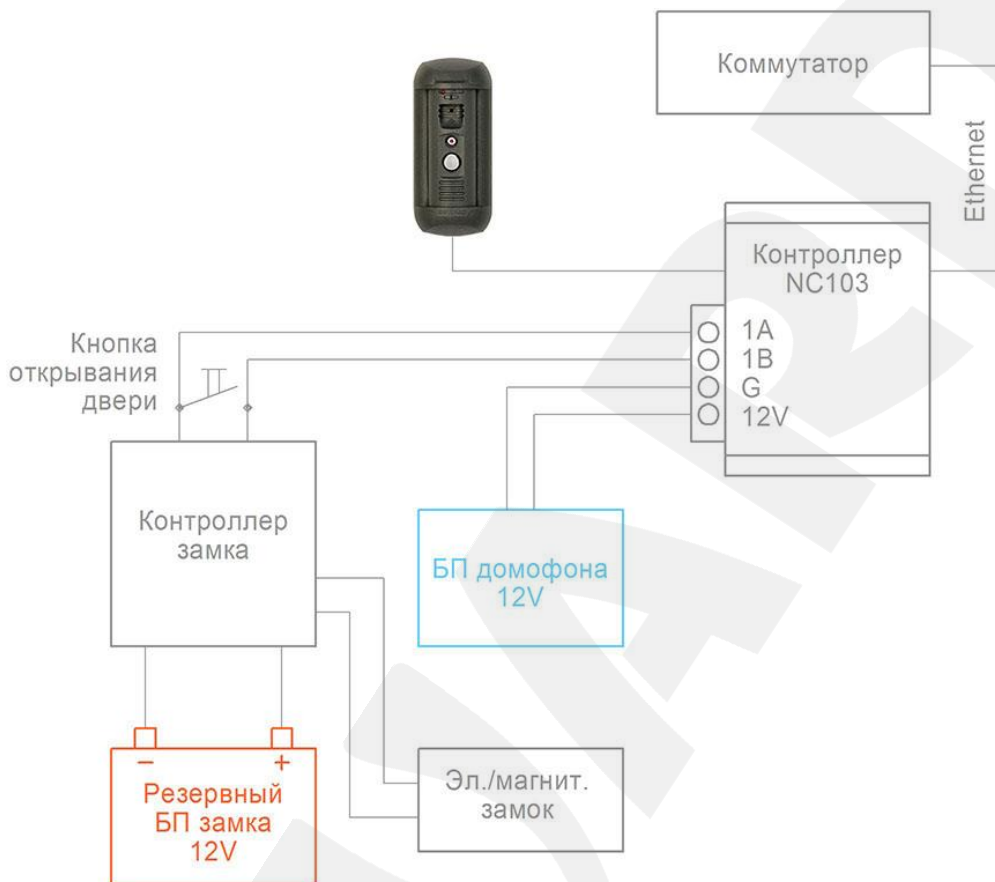 Коммутатор
Ethernet
Контроллер
NC103
1A
1B
G
12V
Кнопка
открывания
двери
Контроллер
замка
БП домофона
12V
− +
Резервный
БП замка
12V
Эл./магнит.
замок